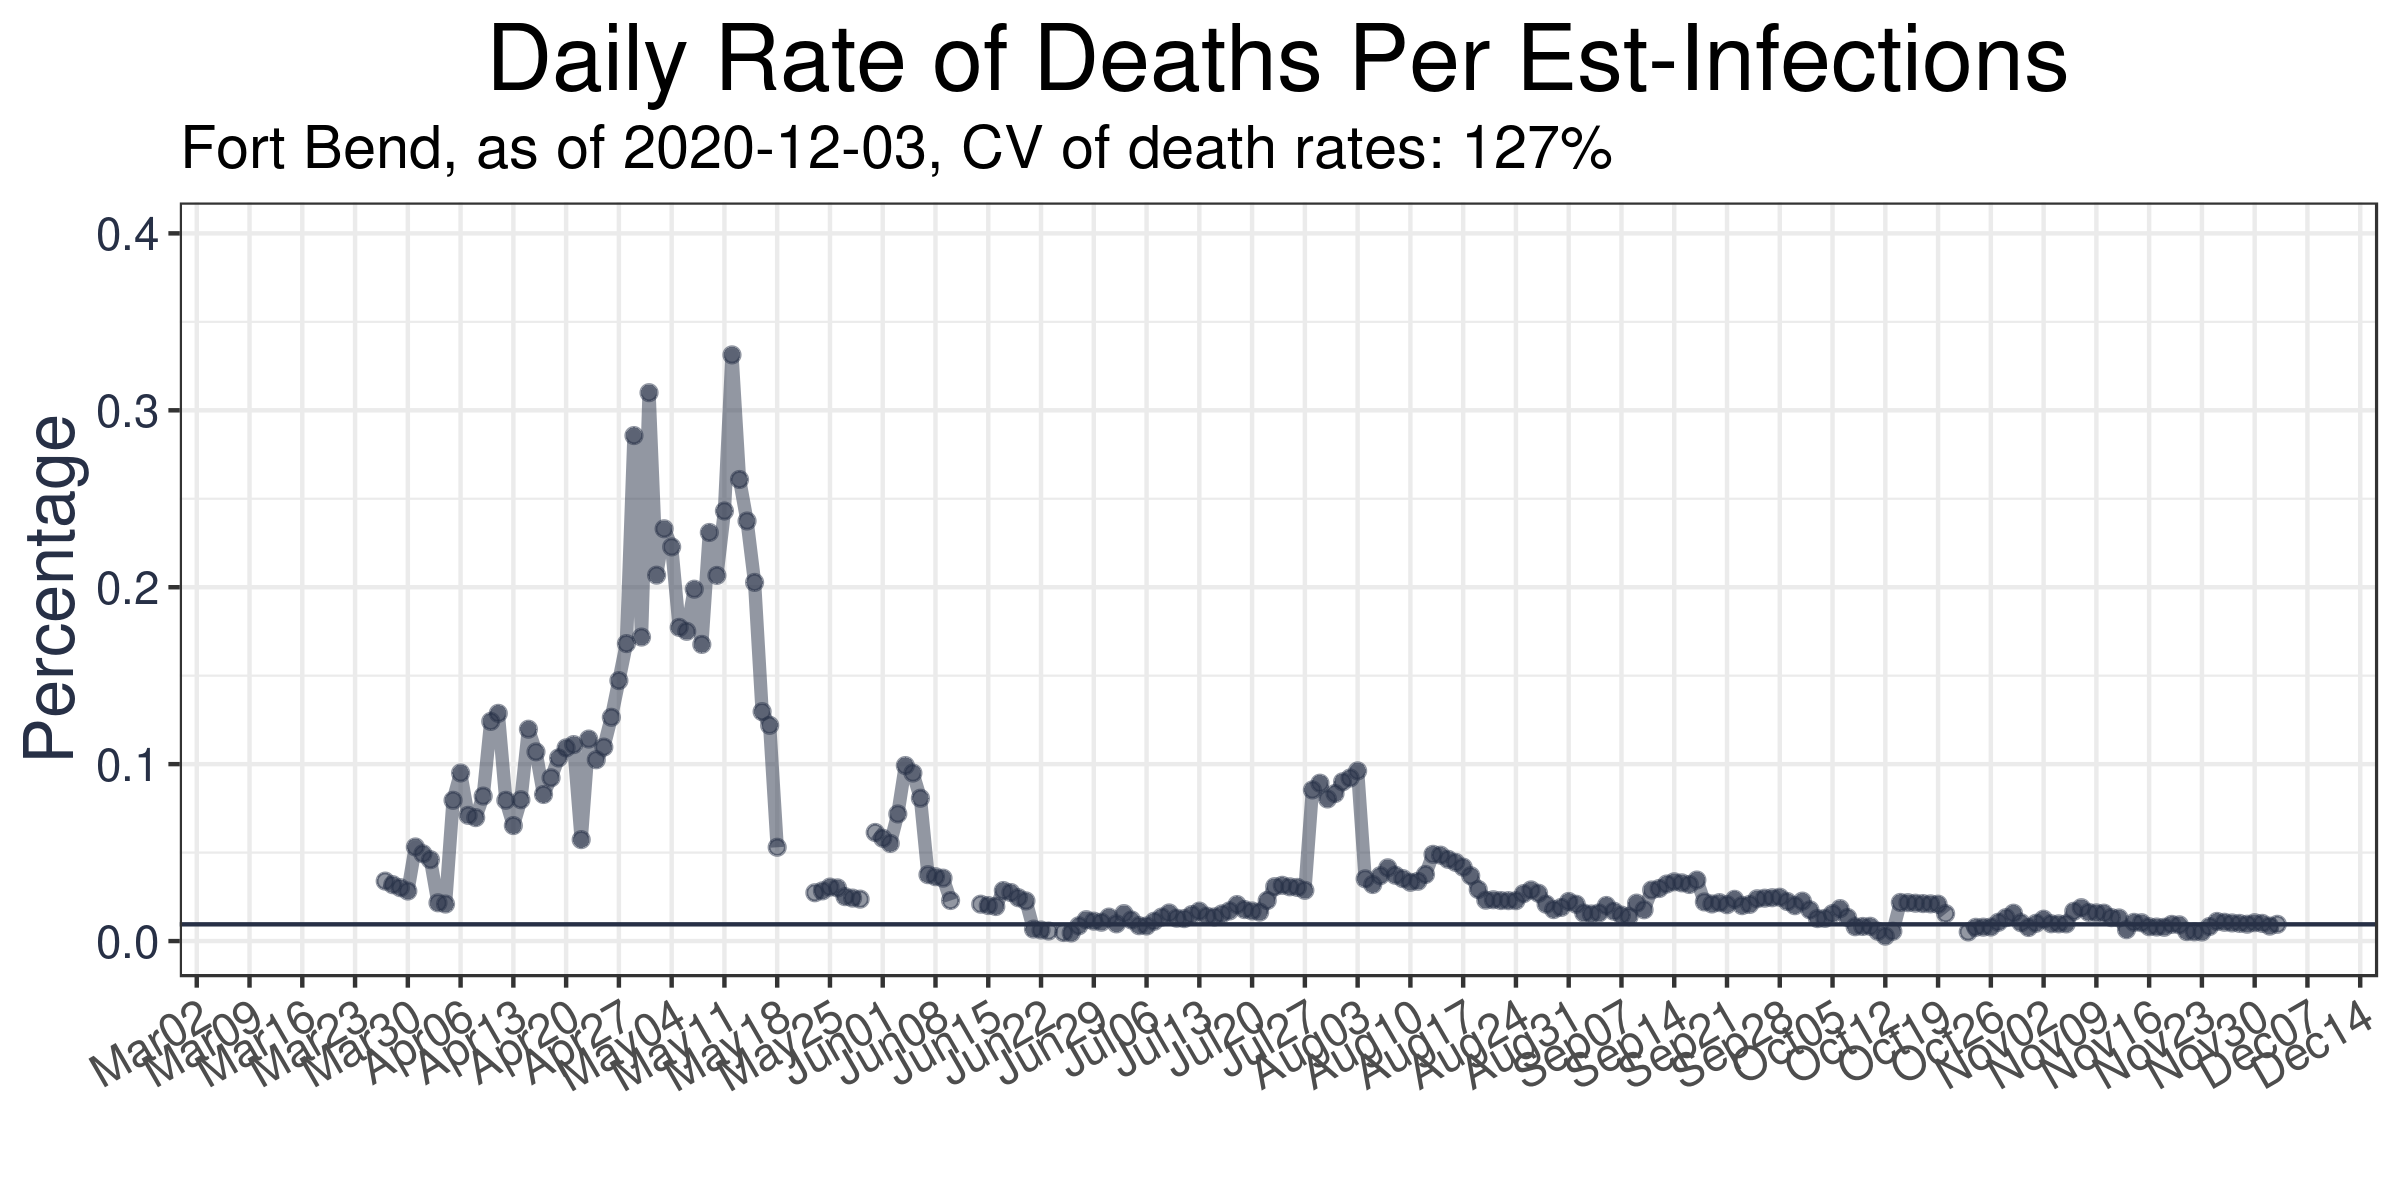 Daily Rate of Deaths Per Est-Infections
Fort Bend, as of 2020-12-03, CV of death rates: 127%
Percentage
0.4
0.3
0.2
0.1
0.0
Mar02
Mar09
Mar16
Mar23
Mar30
Apr06
Apr13
Apr20
Apr27
May04
May11
May18
May25
Jun01
Jun08
Jun15
Jun22
Jun29
Jul06
Jul13
Jul20
Jul27
Aug03
Aug10
Aug17
Aug24
Aug31
Sep07
Sep14
Sep21
Sep28
Oct05
Oct12
Oct19
Oct26
Nov02
Nov09
Nov16
Nov23
Nov30
Dec07
Dec14